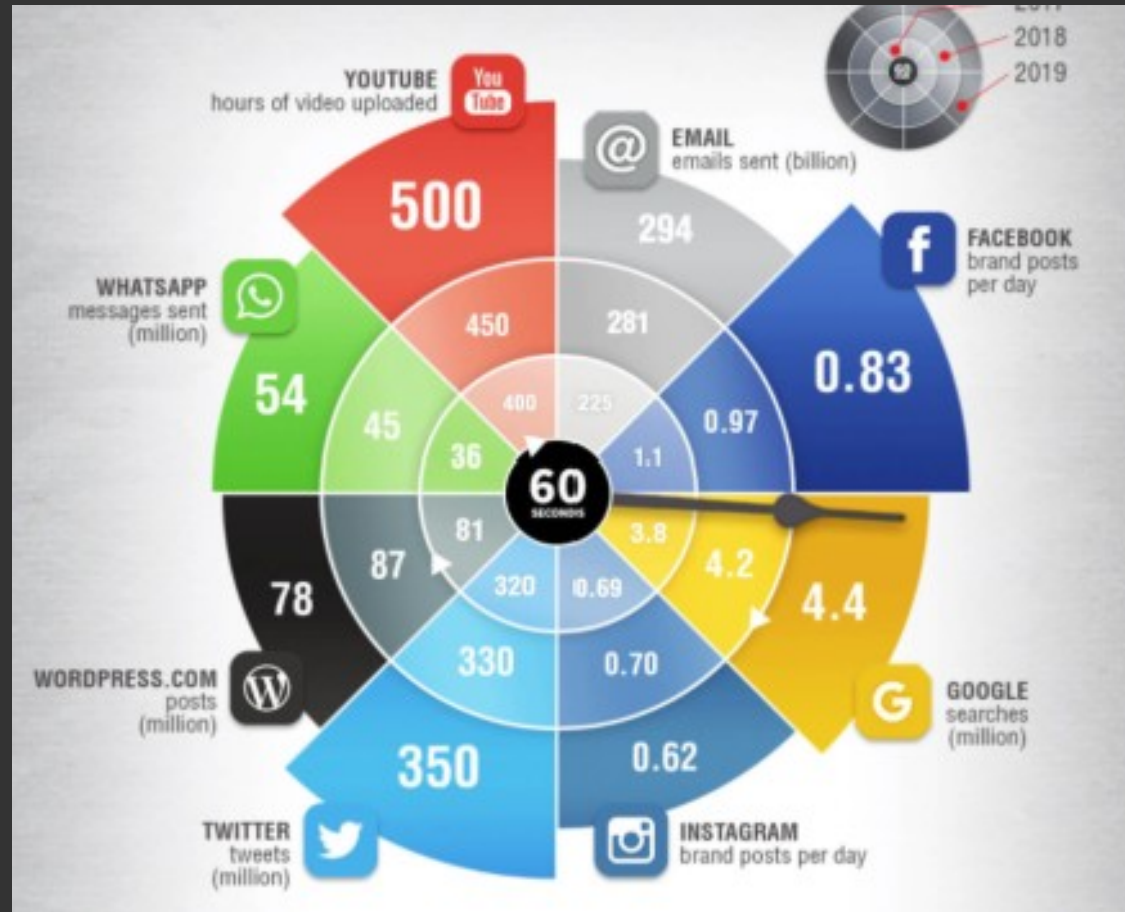 2017
2018
2019
YOUTUBE
hours of video uploaded
You
Tube
@
EMAIL
emails sent (billion)
500
294
f
FACEBOOK
brand posts
per day
WHATSAPP
messages sent
(million)
450
281
0.83
54
45
400
225
0.97
36
1.1
60
SECONDS
81
3.8
87
4.2
78
320
0.69
4.4
330
0.70
WORDPRESS.COM
posts
(million)
W
G
GOOGLE
searches
(million)
350
0.62
TWITTER
tweets
(million)
INSTAGRAM
brand posts per day